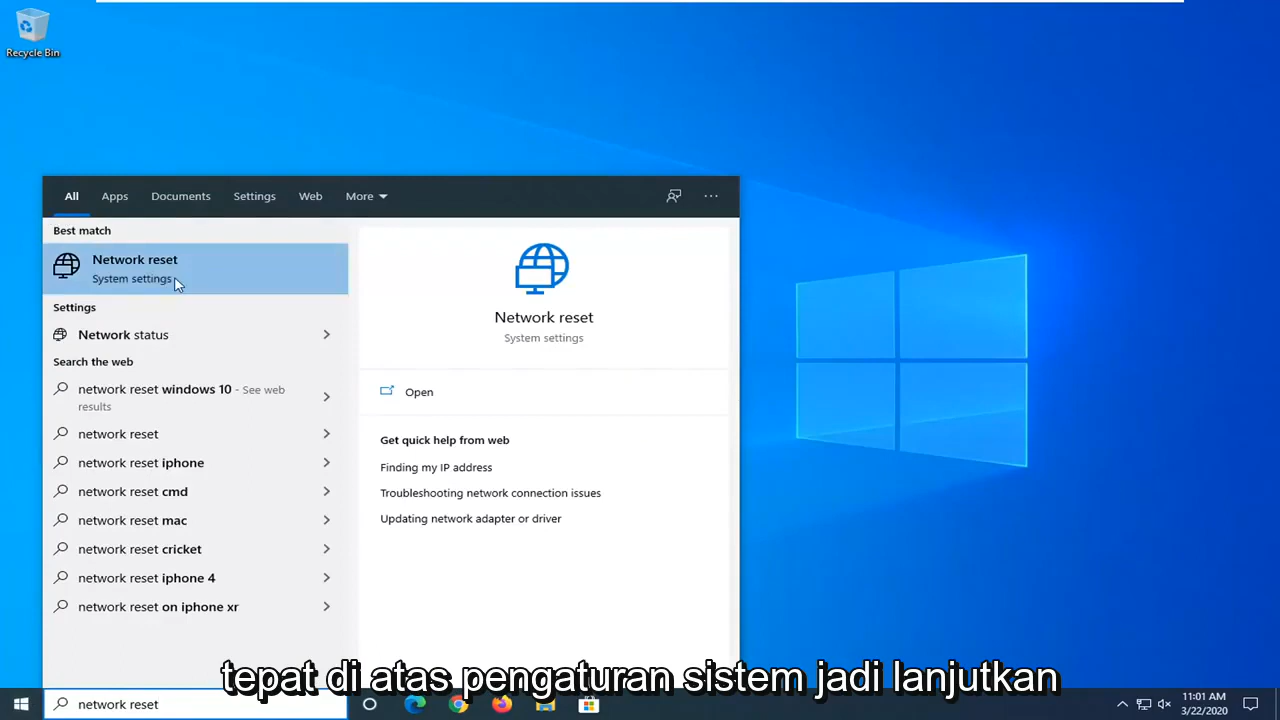 Recycle Bin
All Apps Documents Settings Web More
Best match
Network reset
System settings
Settings
Network status
Search the web
network reset windows 10 - See web
results
network reset
network reset iphone
network reset cmd
network reset mac
network reset cricket
network reset iphone 4
network reset on iphone xr
Network reset
System settings
Open
Get quick help from web
Finding my IP address
Troubleshooting network connection issues
Updating network adapter or driver
tepat di atas pengaturan sistem jadi lanjutkan
network reset
11:01 AM
3/22/2020